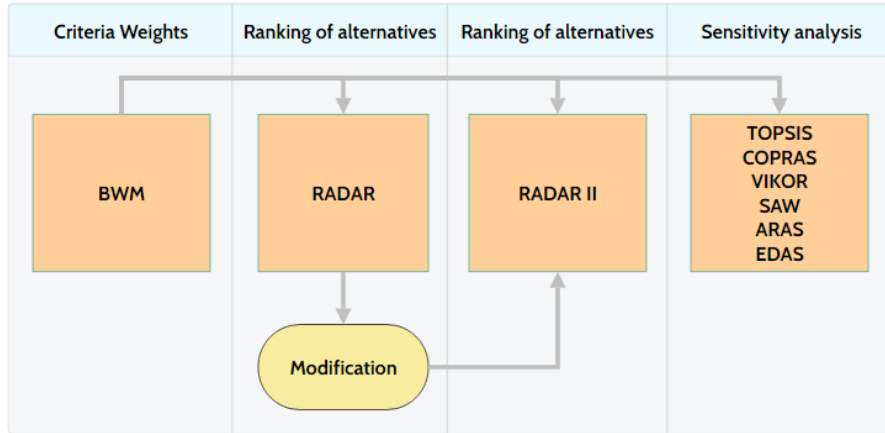 Criteria Weights
Ranking of alternatives
Ranking of alternatives
Sensitivity analysis
BWM
RADAR
RADAR II
TOPSIS
COPRAS
VIKOR
SAW
ARAS
EDAS
Modification